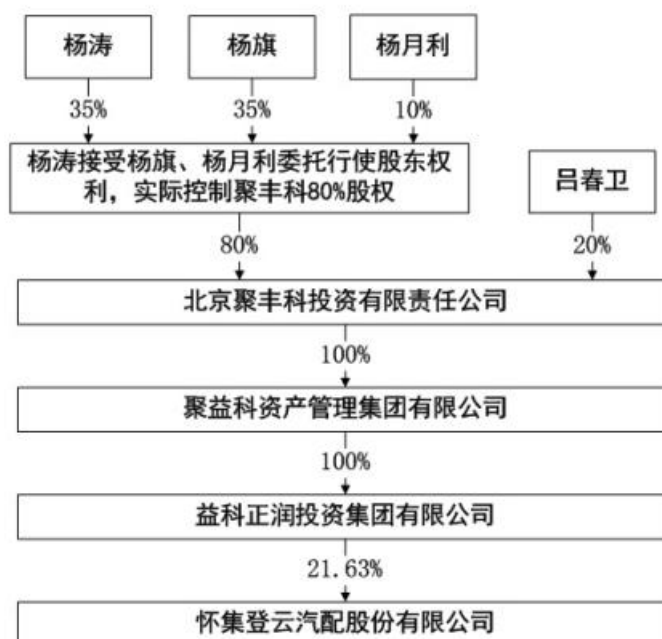 杨涛
杨旗
杨月利
35%
35%
10%
杨涛接受杨旗、杨月利委托行使股东权
利，实际控制聚丰科80%股权
吕春卫
80%
20%
北京聚丰科投资有限责任公司
100%
聚益科资产管理集团有限公司
100%
益科正润投资集团有限公司
21.63%
怀集登云汽配股份有限公司